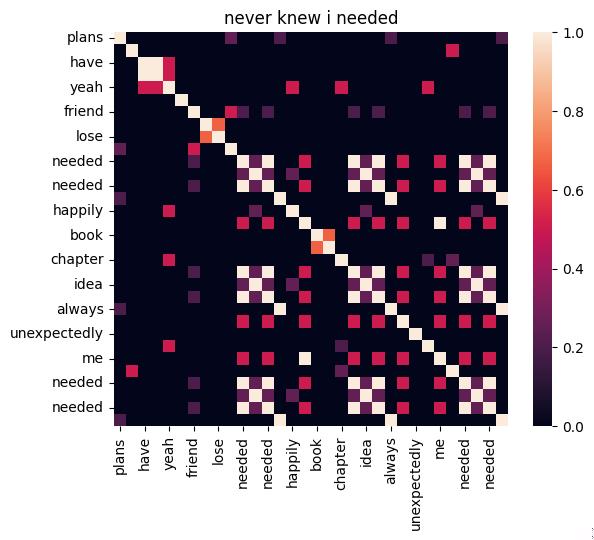 never knew i needed
plans
have
yeah
friend
lose
needed
needed
happily
book
chapter
idea
always
unexpectedly
me
needed
needed
1.0
0.8
0.6
0.4
0.2
0.0
plans
have
yeah
friend
lose
needed
needed
happily
book
chapter
idea
always
unexpectedly
me
needed
needed